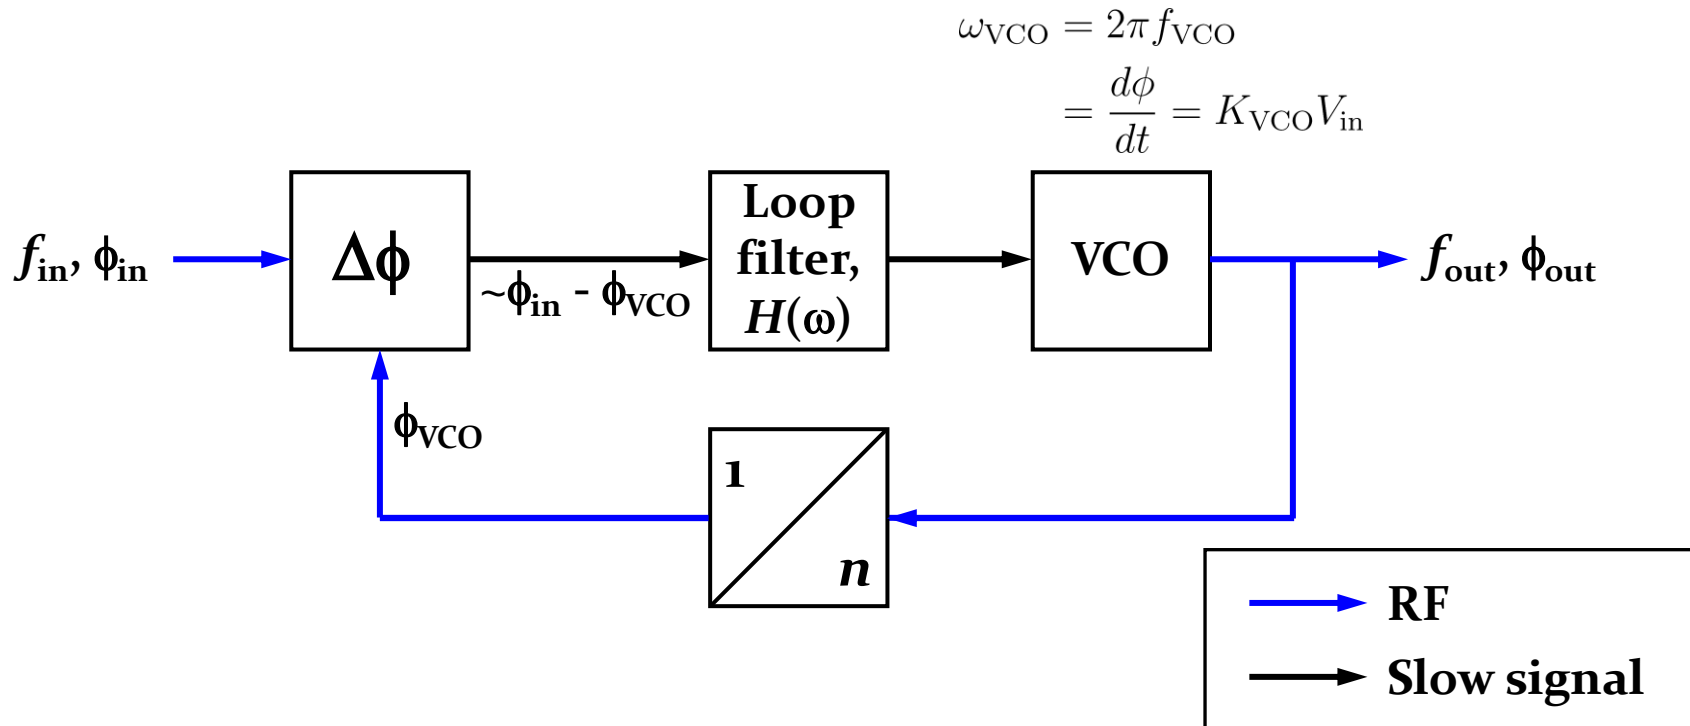 ω_VCO = 2πf_VCO
= dϕ/dt = K_VCO V_in
f_in, ϕ_in
Δϕ
~ϕ_in - ϕ_VCO
Loop
filter,
H(ω)
VCO
f_out, ϕ_out
ϕ_VCO
1
n
RF
Slow signal